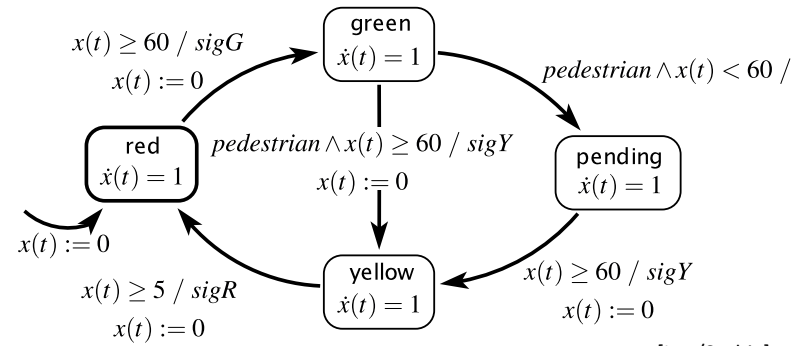 green
ẋ(t) = 1
x(t) ≥ 60 / sigG
x(t) := 0
pedestrian ∧ x(t) < 60 /
red
ẋ(t) = 1
pedestrian ∧ x(t) ≥ 60 / sigY
x(t) := 0
pending
ẋ(t) = 1
x(t) := 0
yellow
ẋ(t) = 1
x(t) ≥ 5 / sigR
x(t) := 0
x(t) ≥ 60 / sigY
x(t) := 0